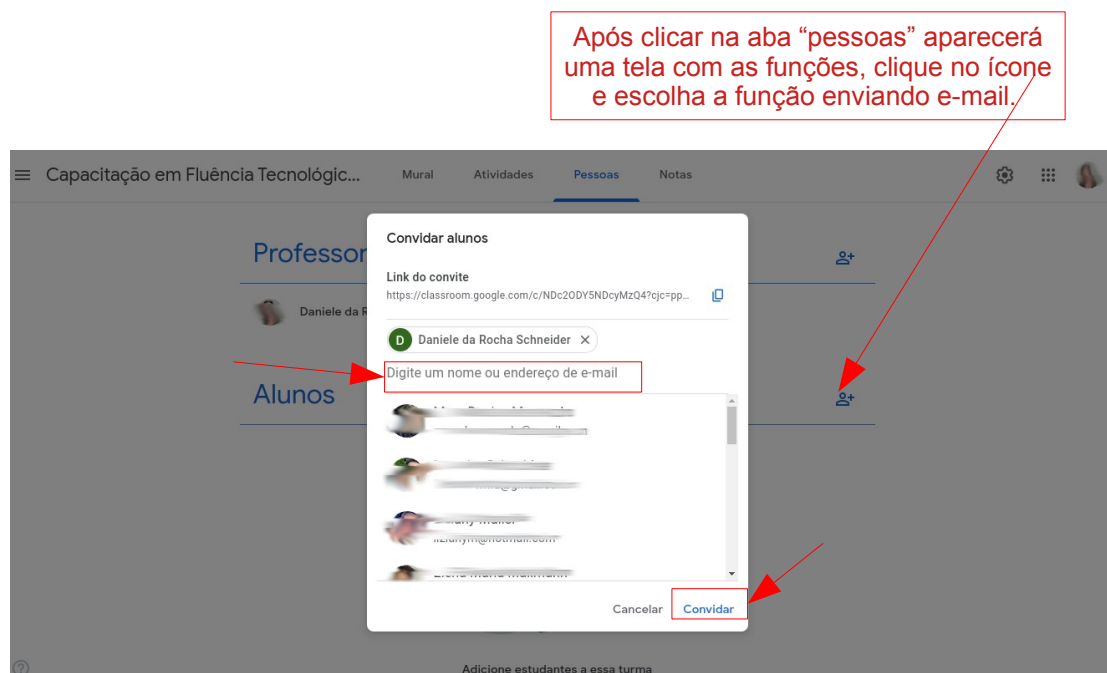 Após clicar na aba “pessoas” aparecerá
uma tela com as funções, clique no ícone
e escolha a função enviando e-mail.
Capacitação em Fluência Tecnológic...
Mural Atividades Pessoas Notas
Convidar alunos
Professor
Link do convite
https://classroom.google.com/c/NDc2ODY5NDcyMzQ4?cjc=pp...
Daniele da R
D Daniele da Rocha Schneider
Digite um nome ou endereço de e-mail
Alunos
Cancelar Convidar
Adicione estudantes a essa turma